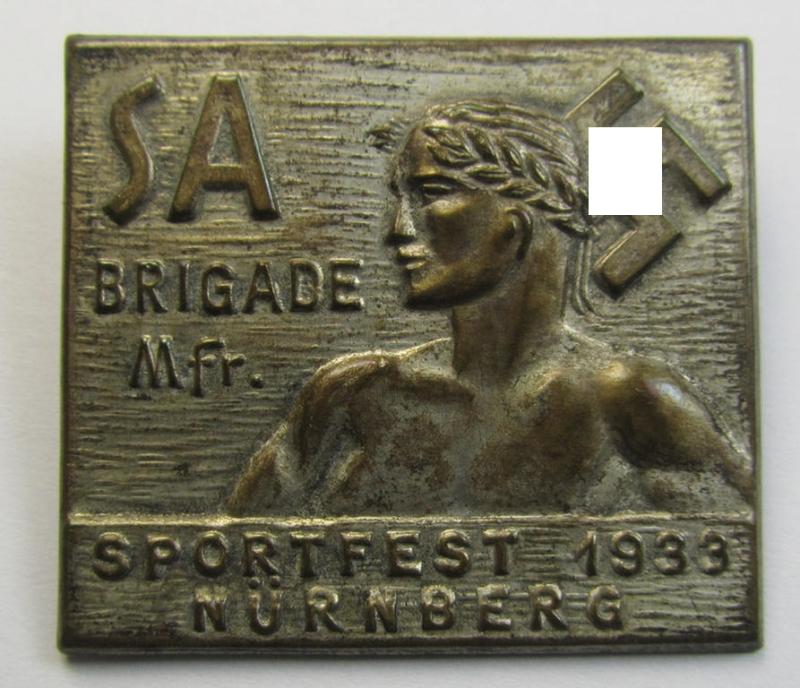 SA
BRIGADE
Mfr.
SPORTFEST 1933
NÜRNBERG